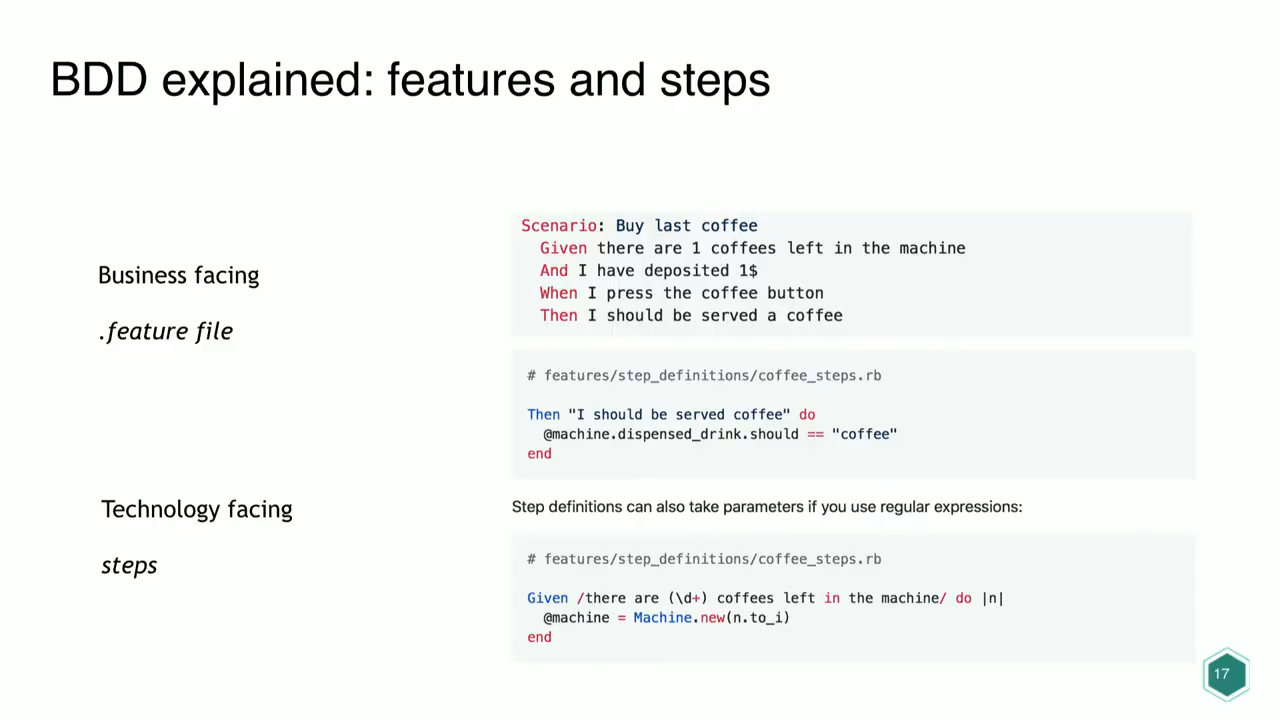 BDD explained: features and steps
Business facing
.feature file
Scenario: Buy last coffee
Given there are 1 coffees left in the machine
And I have deposited 1$
When I press the coffee button
Then I should be served a coffee
# features/step_definitions/coffee_steps.rb
Then "I should be served coffee" do
@machine.dispensed_drink.should == "coffee"
end
Technology facing
steps
Step definitions can also take parameters if you use regular expressions:
# features/step_definitions/coffee_steps.rb
Given /there are (\d+) coffees left in the machine/ do |n|
@machine = Machine.new(n.to_i)
end
17